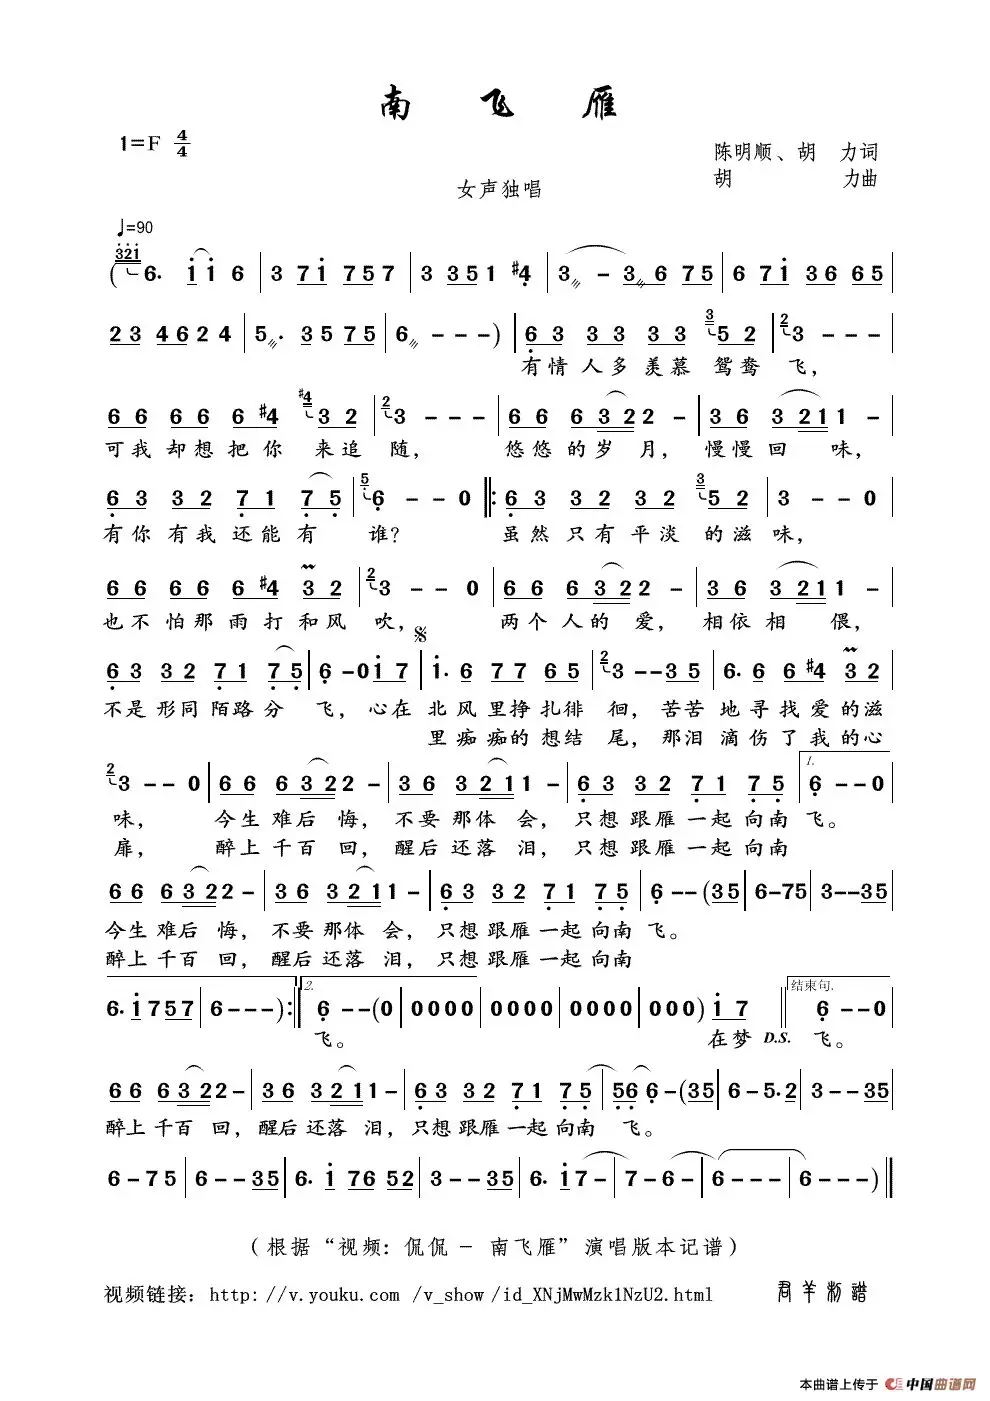 南 飞 雁
1=F 4/4
陈明顺、胡 力词
胡 力曲
女声独唱
♩=90
有情 人多 羡慕 鸳鸯 飞，
可我 却想 把你 来追 随， 悠悠 的岁 月， 慢慢 回 味，
有你 有我 还能 有 谁？ 虽然 只有 平淡 的滋 味，
也不 怕那 雨打 和风 吹， 两个 人的 爱， 相依 相 偎，
不是 形同 陌路 分 飞， 心在 北风里挣扎徘 徊， 苦苦 地寻找爱的滋
里痴痴的想结 尾， 那泪 滴伤了我的心
味， 今生 难后 悔， 不要 那体 会， 只想 跟雁 一起 向南 飞。
扉， 醉上 千百 回， 醒后 还落 泪， 只想 跟雁 一起 向南
今生 难后 悔， 不要 那体 会， 只想 跟雁 一起 向南 飞。
醉上 千百 回， 醒后 还落 泪， 只想 跟雁 一起 向南
1.
2.
结束句.
飞。 在梦 D.S. 飞。
醉上 千百 回， 醒后 还落 泪， 只想 跟雁 一起 向南 飞。
（根据“视频：侃侃 － 南飞雁”演唱版本记谱）
视频链接：http://v.youku.com /v_show /id_XNjMwMzk1NzU2.html
君羊制谱
本曲谱上传于 中国曲谱网